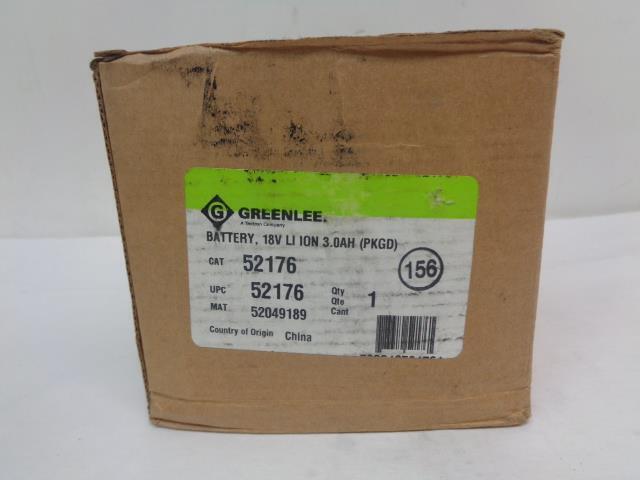 G GREENLEE.
A Textron Company
BATTERY, 18V LI ION 3.0AH (PKGD)
CAT 52176
156
UPC 52176
Qty
Qte 1
Cant
MAT 52049189
Country of Origin China